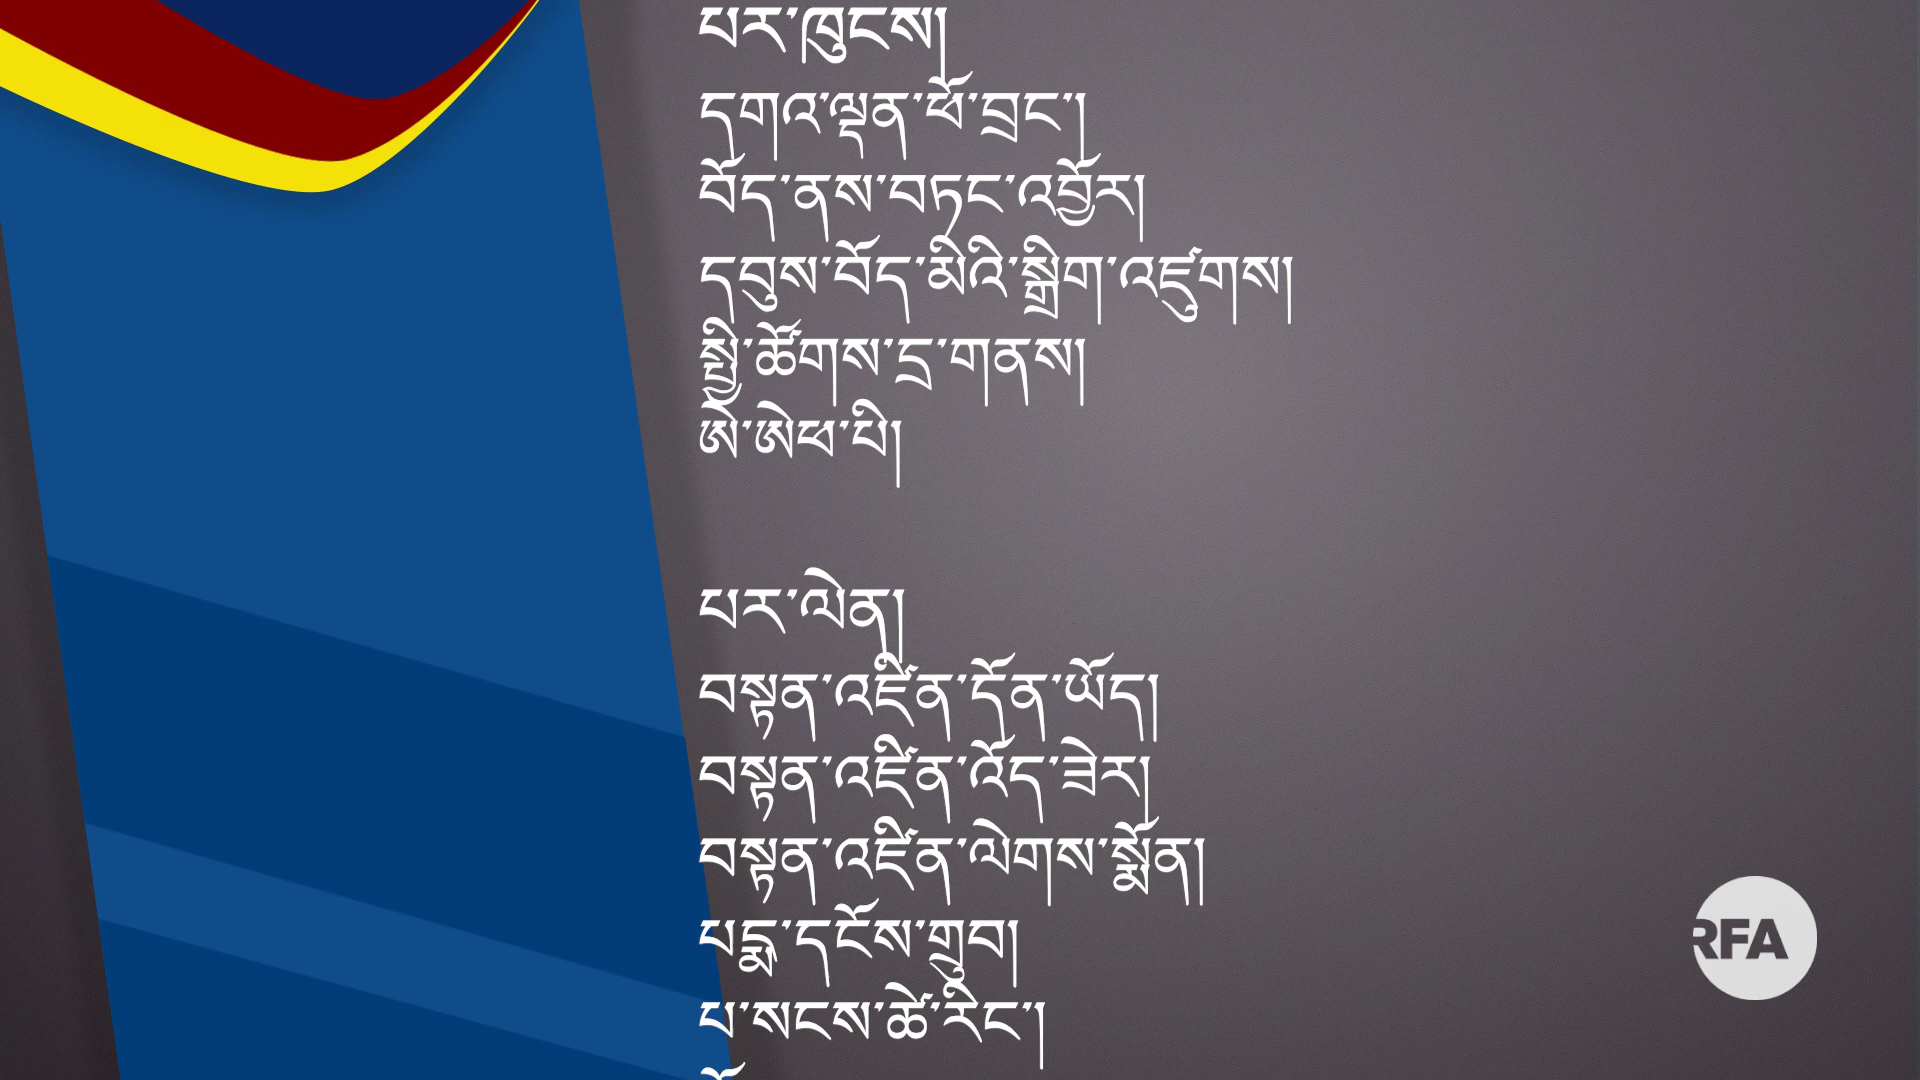 པར་ཁུངས།
དགའ་ལྡན་ཕོ་བྲང་།
བོད་ནས་བཏང་འབྱོར།
དབུས་བོད་མིའི་སྒྲིག་འཛུགས།
སྤྱི་ཚོགས་དྲ་གནས།
ཨེ་ཨེཕ་པི།
པར་ལེན།
བསྟན་འཛིན་དོན་ཡོད།
བསྟན་འཛིན་འོད་ཟེར།
བསྟན་འཛིན་ལེགས་སྨོན།
པདྨ་དངོས་གྲུབ།
པ་སངས་ཚེ་རིང་།
RFA